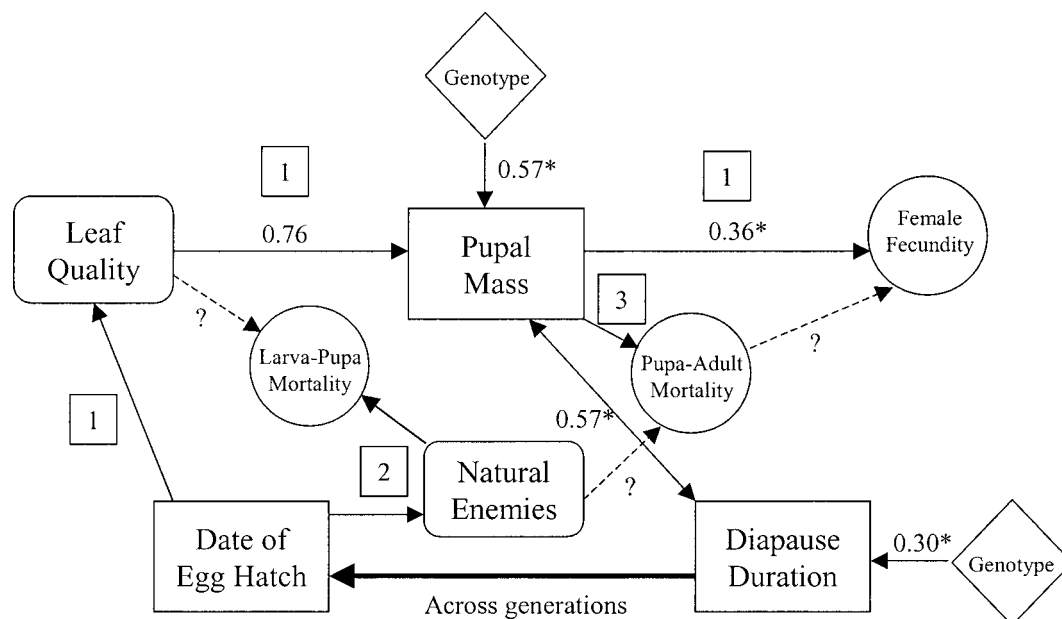 Genotype
0.57*
1
1
Leaf
Quality
0.76
Pupal
Mass
0.36*
Female
Fecundity
3
?
Larva-Pupa
Mortality
Pupa-Adult
Mortality
?
1
0.57*
2
Natural
Enemies
?
Date of
Egg Hatch
Diapause
Duration
0.30*
Genotype
Across generations